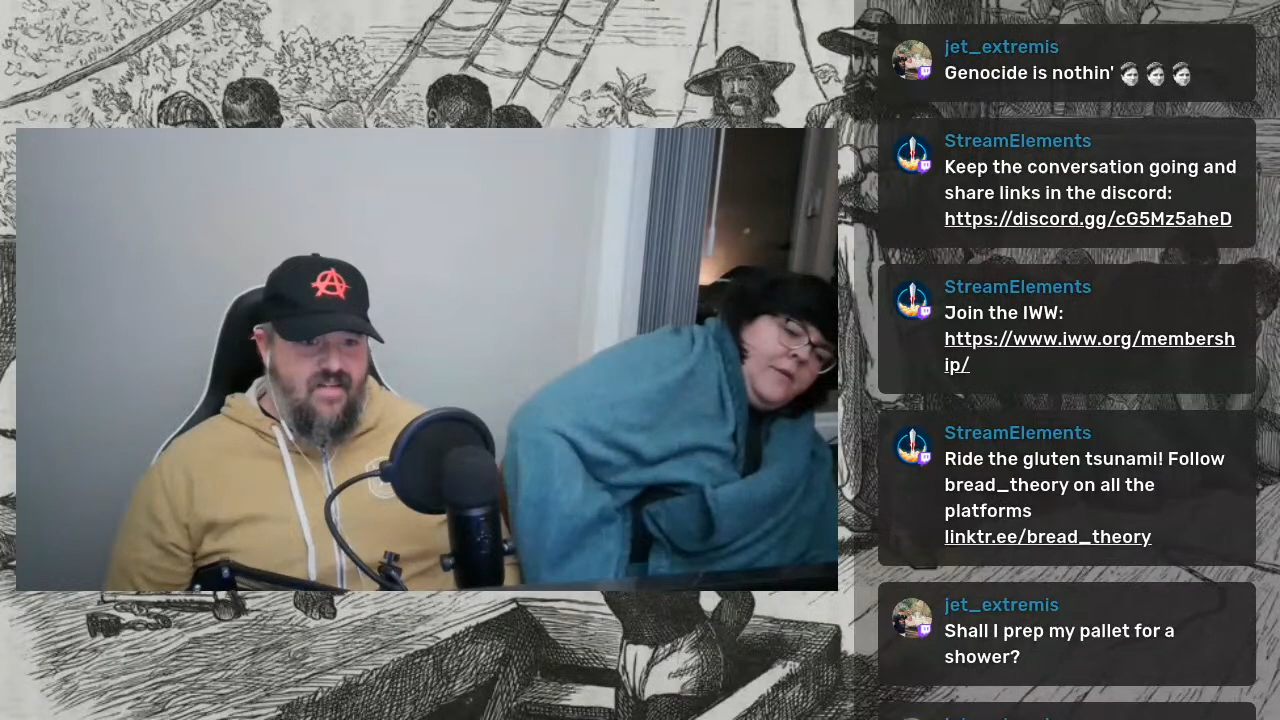 jet_extremis
Genocide is nothin'
StreamElements
Keep the conversation going and
share links in the discord:
https://discord.gg/cG5Mz5aheD
StreamElements
Join the IWW:
https://www.iww.org/membersh
ip/
StreamElements
Ride the gluten tsunami! Follow
bread_theory on all the
platforms
linktr.ee/bread_theory
jet_extremis
Shall I prep my pallet for a
shower?